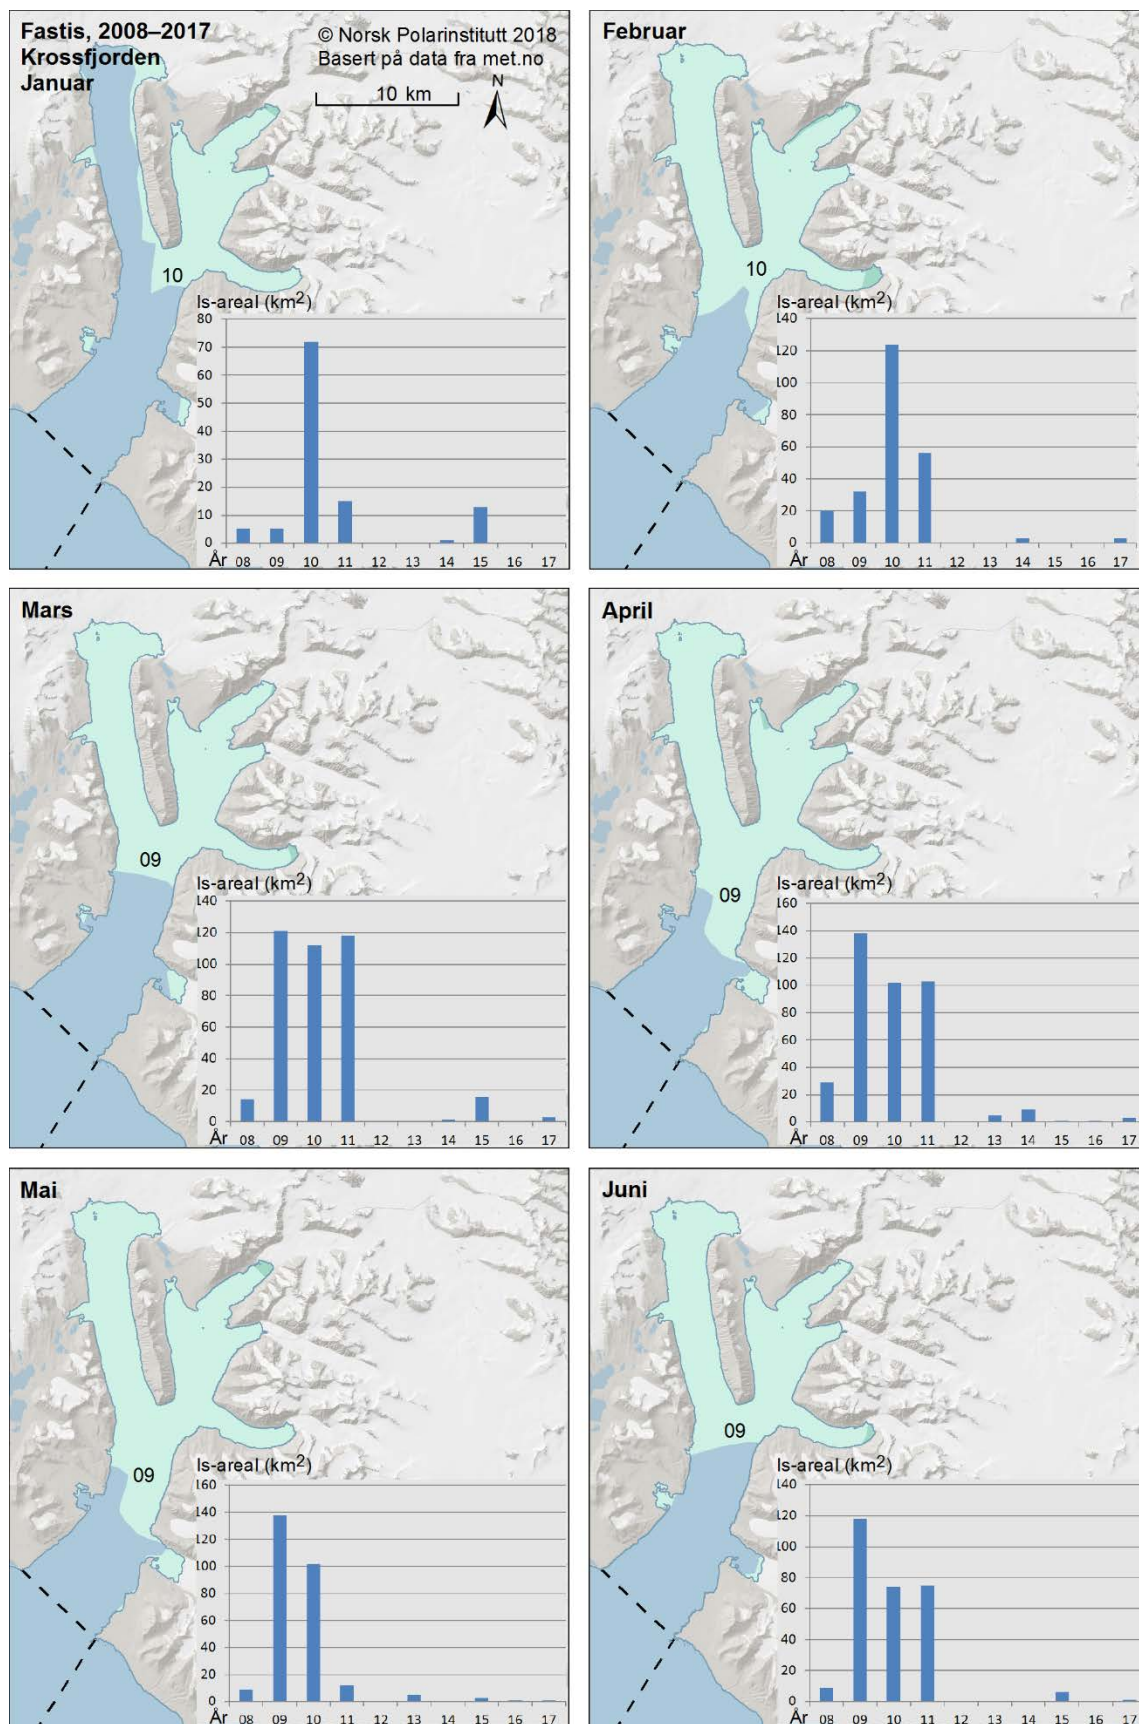 Fastis, 2008–2017
Krossfjorden
Januar
© Norsk Polarinstitutt 2018
Basert på data fra met.no
N
10 km
10
Is-areal (km²)
80
70
60
50
40
30
20
10
0
År 08 09 10 11 12 13 14 15 16 17
Februar
10
Is-areal (km²)
140
120
100
80
60
40
20
0
År 08 09 10 11 12 13 14 15 16 17
Mars
09
Is-areal (km²)
140
120
100
80
60
40
20
0
År 08 09 10 11 12 13 14 15 16 17
April
09
Is-areal (km²)
160
140
120
100
80
60
40
20
0
År 08 09 10 11 12 13 14 15 16 17
Mai
09
Is-areal (km²)
160
140
120
100
80
60
40
20
0
År 08 09 10 11 12 13 14 15 16 17
Juni
09
Is-areal (km²)
140
120
100
80
60
40
20
0
År 08 09 10 11 12 13 14 15 16 17